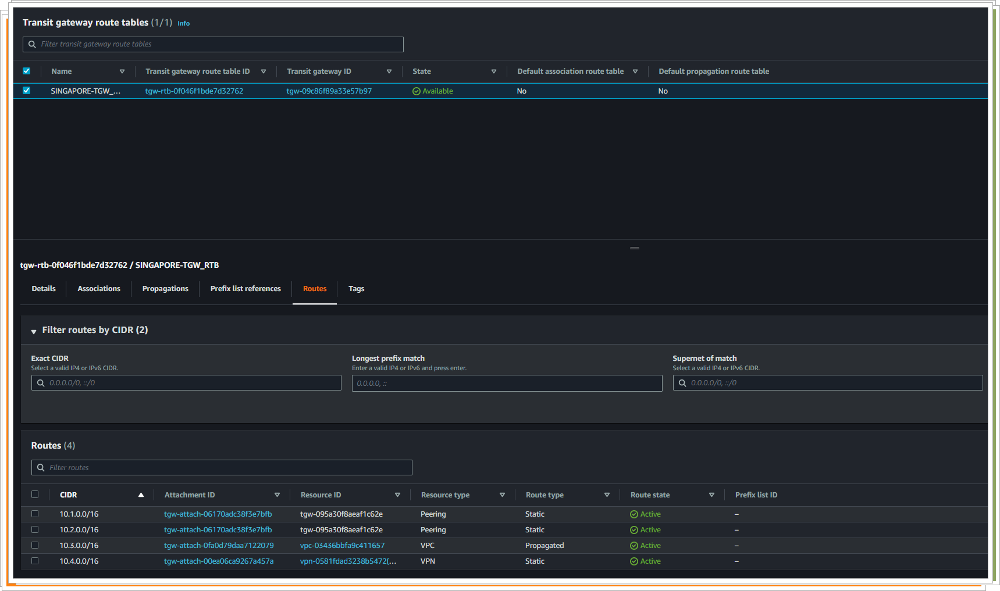 Transit gateway route tables (1/1) Info
Filter transit gateway route tables
Name Transit gateway route table ID Transit gateway ID State Default association route table Default propagation route table
SINGAPORE-TGW_... tgw-rtb-0f046f1bde7d32762 tgw-09c86f89a33e57b97 Available No No
tgw-rtb-0f046f1bde7d32762 / SINGAPORE-TGW_RTB
Details Associations Propagations Prefix list references Routes Tags
Filter routes by CIDR (2)
Exact CIDR Longest prefix match Supernet of match
Select a valid IP4 or IPv6 CIDR. Enter a valid IP4 or IPv6 and press enter. Select a valid IP4 or IPv6 CIDR.
0.0.0.0/0, ::/0 0.0.0.0, :: 0.0.0.0/0, ::/0
Routes (4)
Filter routes
CIDR Attachment ID Resource ID Resource type Route type Route state Prefix list ID
10.1.0.0/16 tgw-attach-06170adc38f3e7bfb tgw-095a30f8aeaf1c62e Peering Static Active –
10.2.0.0/16 tgw-attach-06170adc38f3e7bfb tgw-095a30f8aeaf1c62e Peering Static Active –
10.3.0.0/16 tgw-attach-0fa0d79daa7122079 vpc-03436bbfa9c411657 VPC Propagated Active –
10.4.0.0/16 tgw-attach-00ea06ca9267a457a vpn-0581fdad3238b5472(... VPN Static Active –